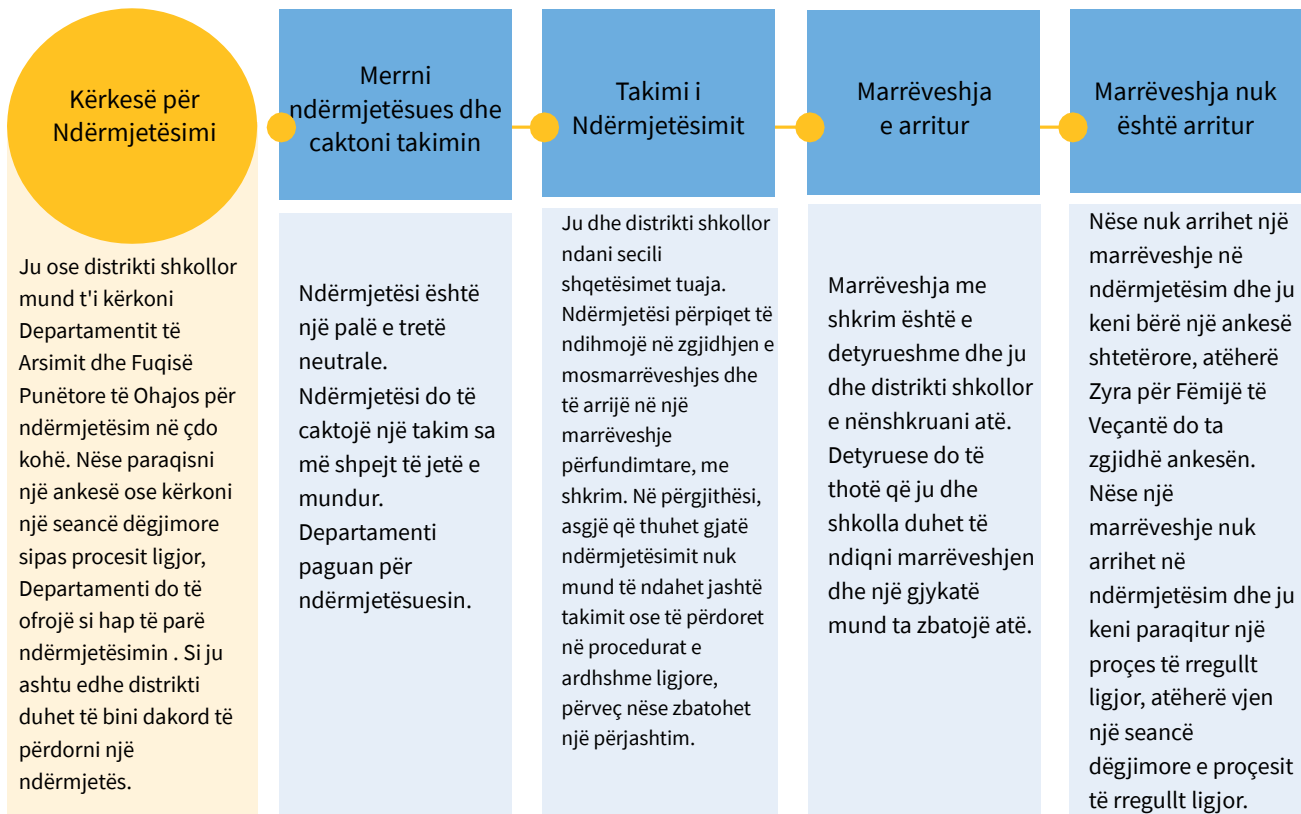 Kërkesë për
Ndërmjetësimi
Ju ose distrikti shkollor
mund t'i kërkoni
Departamentit të
Arsimit dhe Fuqisë
Punëtore të Ohajos për
ndërmjetësim në çdo
kohë. Nëse paraqisni
një ankesë ose kërkoni
një seancë dëgjimore
sipas procesit ligjor,
Departamenti do të
ofrojë si hap të parë
ndërmjetësimin . Si ju
ashtu edhe distrikti
duhet të bini dakord të
përdorni një
ndërmjetës.
Merrni
ndërmjetësues dhe
caktoni takimin
Ndërmjetësi është
një palë e tretë
neutrale.
Ndërmjetësi do të
caktojë një takim sa
më shpejt të jetë e
mundur.
Departamenti
paguan për
ndërmjetësuesin.
Takimi i
Ndërmjetësimit
Ju dhe distrikti shkollor
ndani secili
shqetësimet tuaja.
Ndërmjetësi përpiqet të
ndihmojë në zgjidhjen e
mosmarrëveshjes dhe
të arrijë në një
marrëveshje
përfundimtare, me
shkrim. Në përgjithësi,
asgjë që thuhet gjatë
ndërmjetësimit nuk
mund të ndahet jashtë
takimit ose të përdoret
në procedurat e
ardhshme ligjore,
përveç nëse zbatohet
një përjashtim.
Marrëveshja
e arritur
Marrëveshja me
shkrim është e
detyrueshme dhe ju
dhe distrikti shkollor
e nënshkruani atë.
Detyruese do të
thotë që ju dhe
shkolla duhet të
ndiqni marrëveshjen
dhe një gjykatë
mund ta zbatojë atë.
Marrëveshja nuk
është arritur
Nëse nuk arrihet një
marrëveshje në
ndërmjetësim dhe ju
keni bërë një ankesë
shtetërore, atëherë
Zyra për Fëmijë të
Veçantë do ta
zgjidhë ankesën.
Nëse një
marrëveshje nuk
arrihet në
ndërmjetësim dhe ju
keni paraqitur një
proçes të rregullt
ligjor, atëherë vjen
një seancë
dëgjimore e proçesit
të rregullt ligjor.